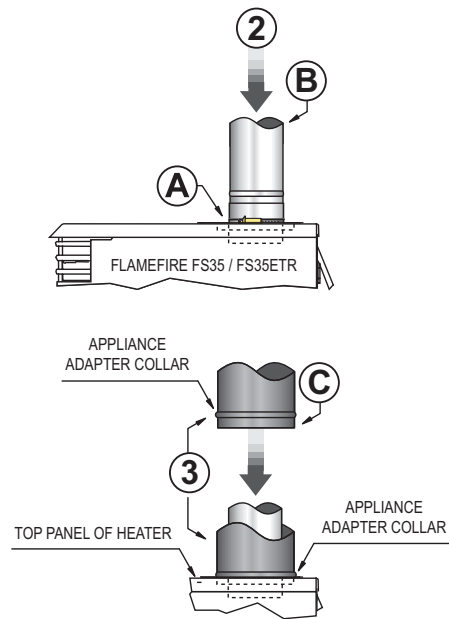 2
B
A
FLAMEFIRE FS35 / FS35ETR
APPLIANCE
ADAPTER COLLAR
C
3
APPLIANCE
ADAPTER COLLAR
TOP PANEL OF HEATER